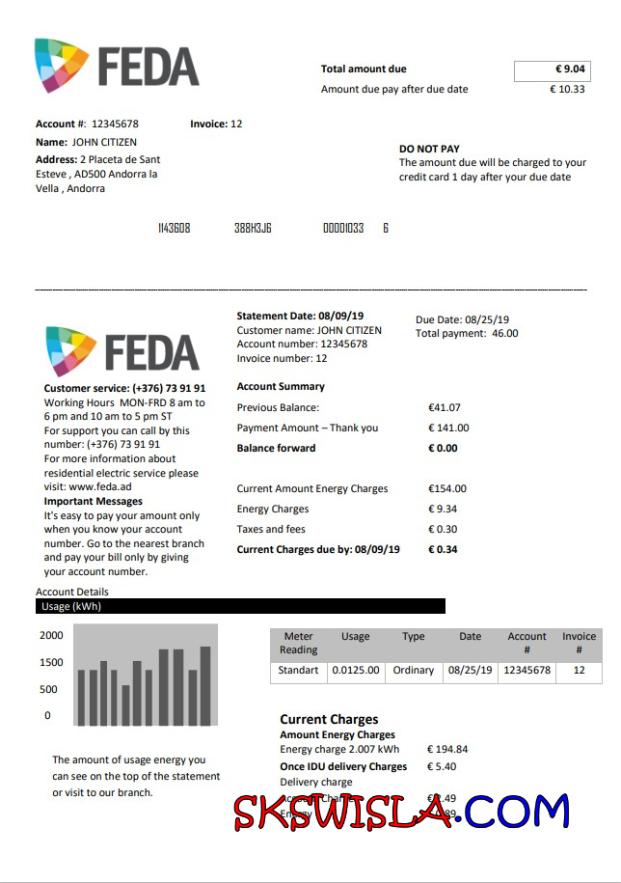 FEDA
Total amount due € 9.04
Amount due pay after due date € 10.33
Account #: 12345678 Invoice: 12
Name: JOHN CITIZEN
Address: 2 Placeta de Sant
Esteve , AD500 Andorra la
Vella , Andorra
DO NOT PAY
The amount due will be charged to your
credit card 1 day after your due date
1143608 388H3J6 00001033 6
FEDA
Customer service: (+376) 73 91 91
Working Hours MON-FRD 8 am to
6 pm and 10 am to 5 pm ST
For support you can call by this
number: (+376) 73 91 91
For more information about
residential electric service please
visit: www.feda.ad
Important Messages
It's easy to pay your amount only
when you know your account
number. Go to the nearest branch
and pay your bill only by giving
your account number.
Statement Date: 08/09/19
Customer name: JOHN CITIZEN
Account number: 12345678
Invoice number: 12
Due Date: 08/25/19
Total payment: 46.00
Account Summary
Previous Balance: €41.07
Payment Amount – Thank you € 141.00
Balance forward € 0.00
Current Amount Energy Charges €154.00
Energy Charges € 9.34
Taxes and fees € 0.30
Current Charges due by: 08/09/19 € 0.34
Account Details
Usage (kWh)
2000
1500
500
0
The amount of usage energy you
can see on the top of the statement
or visit to our branch.
Meter Usage Type Date Account Invoice
Reading # #
Standart 0.0125.00 Ordinary 08/25/19 12345678 12
Current Charges
Amount Energy Charges
Energy charge 2.007 kWh € 194.84
Once IDU delivery Charges € 5.40
Delivery charge
SKSWISLA.COM